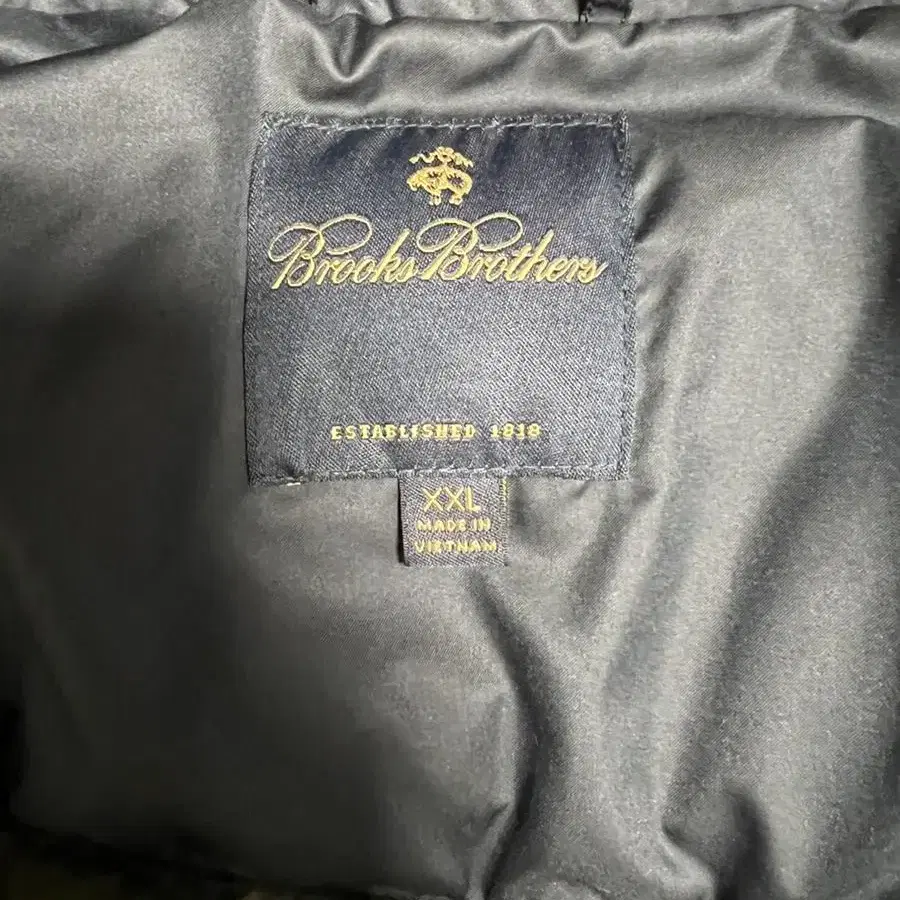 Brooks Brothers
ESTABLISHED 1818
XXL
MADE IN
VIETNAM